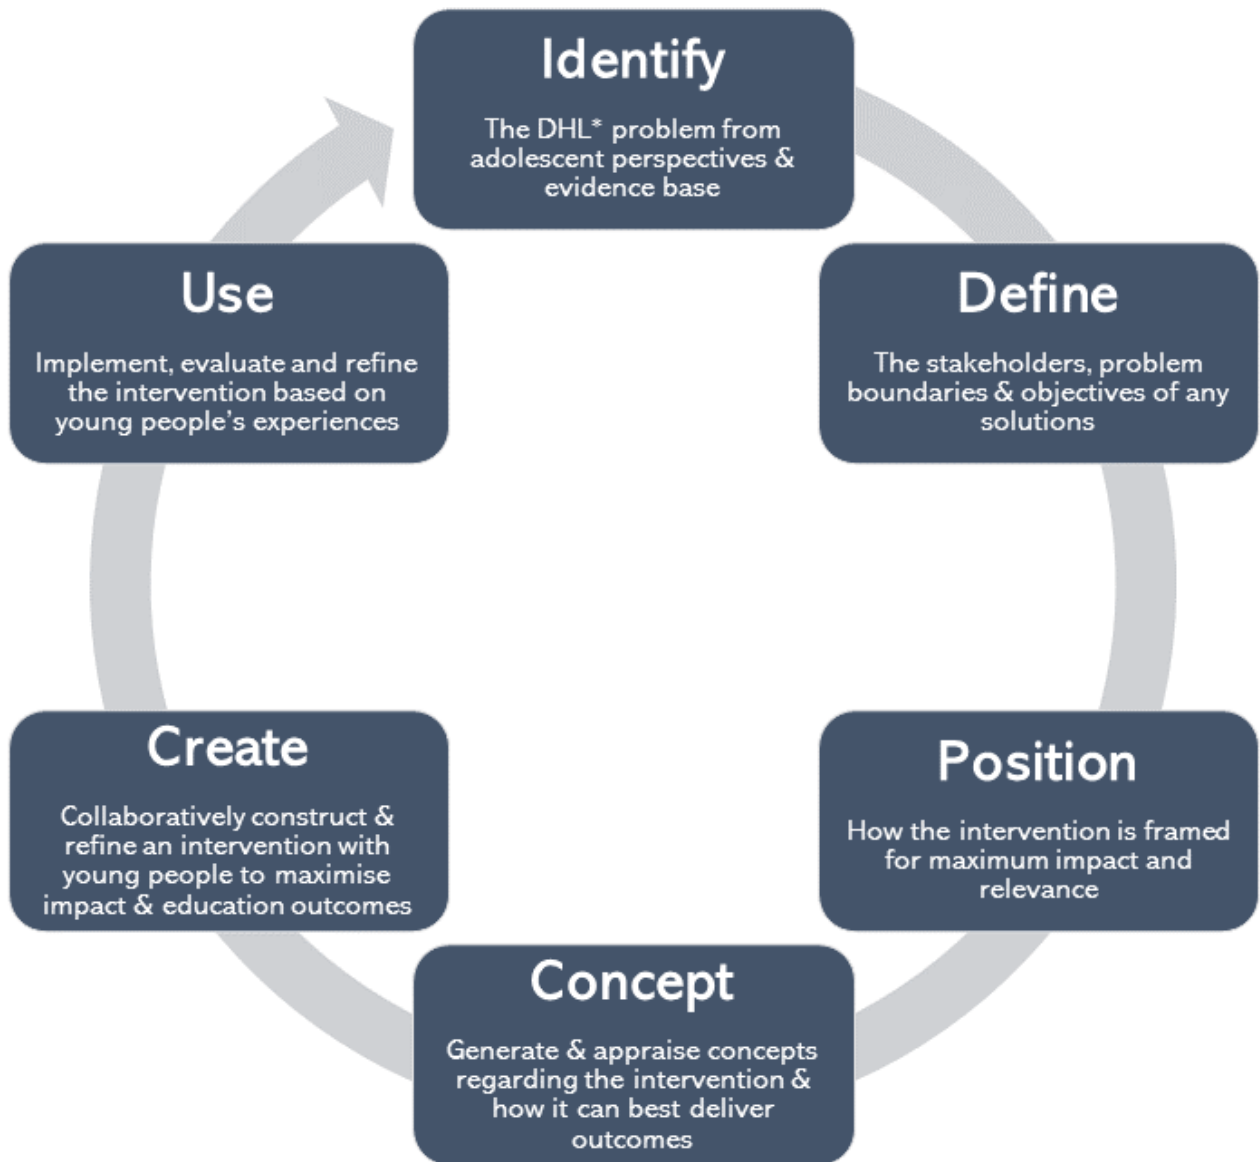 Identify
The DHL* problem from
adolescent perspectives &
evidence base
Define
The stakeholders, problem
boundaries & objectives of any
solutions
Position
How the intervention is framed
for maximum impact and
relevance
Concept
Generate & appraise concepts
regarding the intervention &
how it can best deliver
outcomes
Create
Collaboratively construct &
refine an intervention with
young people to maximise
impact & education outcomes
Use
Implement, evaluate and refine
the intervention based on
young people's experiences